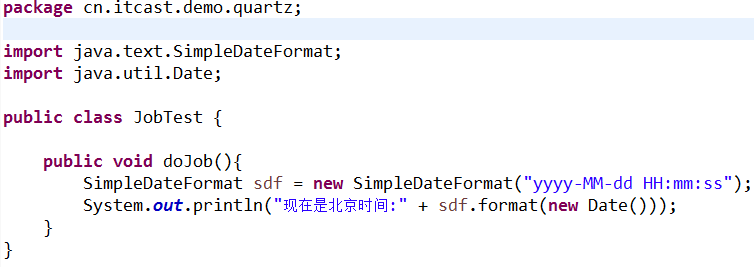 package cn.itcast.demo.quartz;
import java.text.SimpleDateFormat;
import java.util.Date;
public class JobTest {
public void doJob(){
SimpleDateFormat sdf = new SimpleDateFormat("yyyy-MM-dd HH:mm:ss");
System.out.println("现在是北京时间:" + sdf.format(new Date()));
}
}